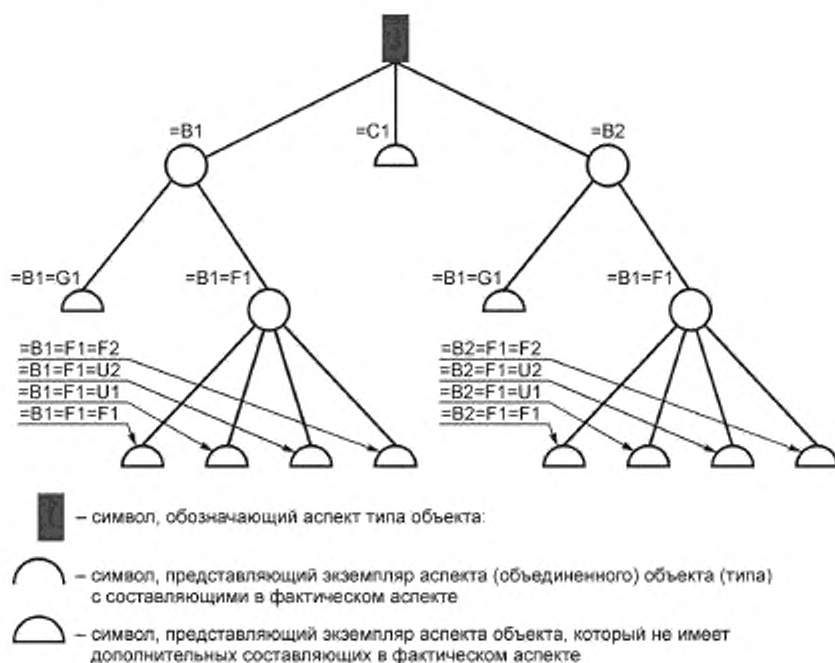 =B1
=C1
=B2
=B1=G1
=B1=F1
=B1=G1
=B1=F1
=B1=F1=F2
=B1=F1=U2
=B1=F1=U1
=B1=F1=F1
=B2=F1=F2
=B2=F1=U2
=B2=F1=U1
=B2=F1=F1
– символ, обозначающий аспект типа объекта:
– символ, представляющий экземпляр аспекта (объединенного) объекта (типа)
с составляющими в фактическом аспекте
– символ, представляющий экземпляр аспекта объекта, который не имеет
дополнительных составляющих в фактическом аспекте